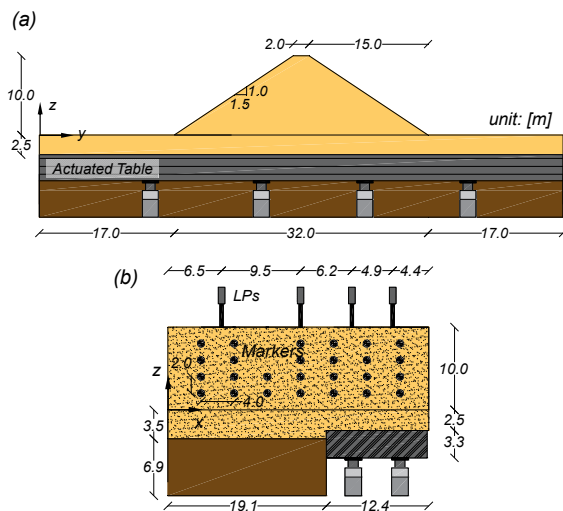 (a)
2.0
15.0
10.0
1.0
1.5
z
y
unit: [m]
2.5
Actuated Table
17.0
32.0
17.0
(b)
6.5
9.5
6.2
4.9
4.4
LPs
Markers
2.0
z
10.0
4.0
x
3.5
2.5
3.3
6.9
19.1
12.4